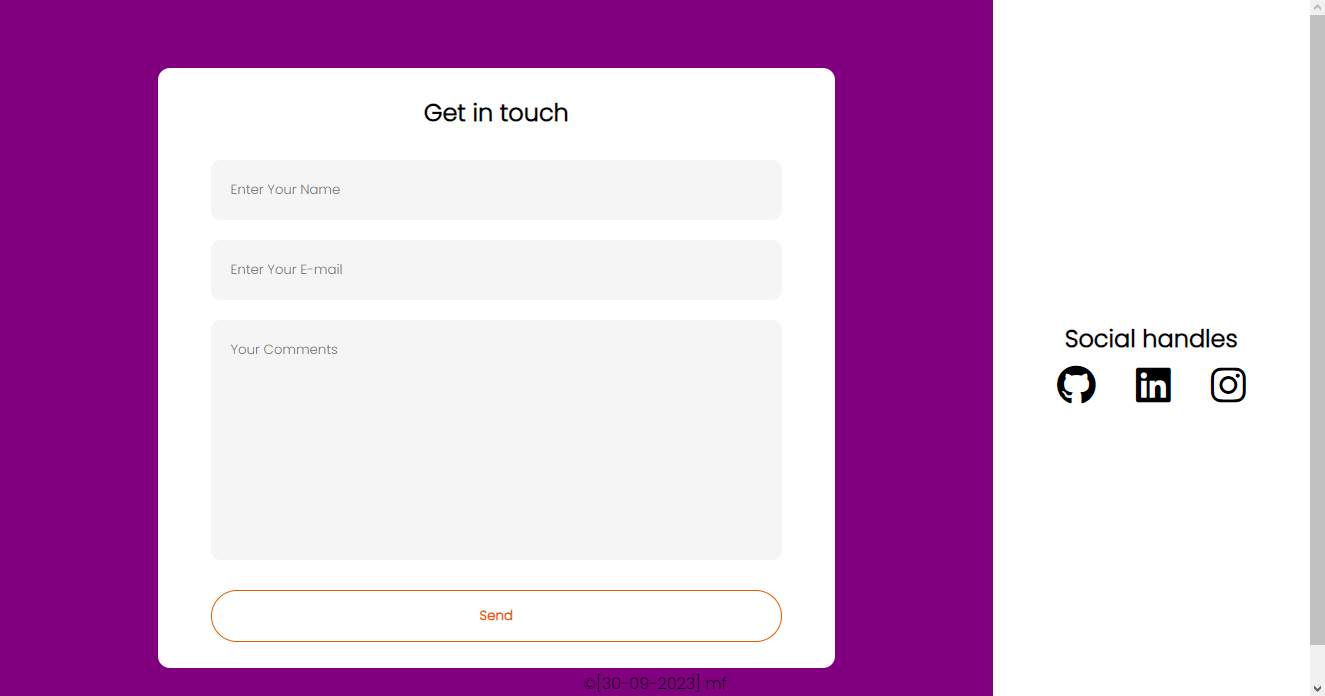 Get in touch
Enter Your Name
Enter Your E-mail
Your Comments
Send
Social handles
©[30-09-2023] mf